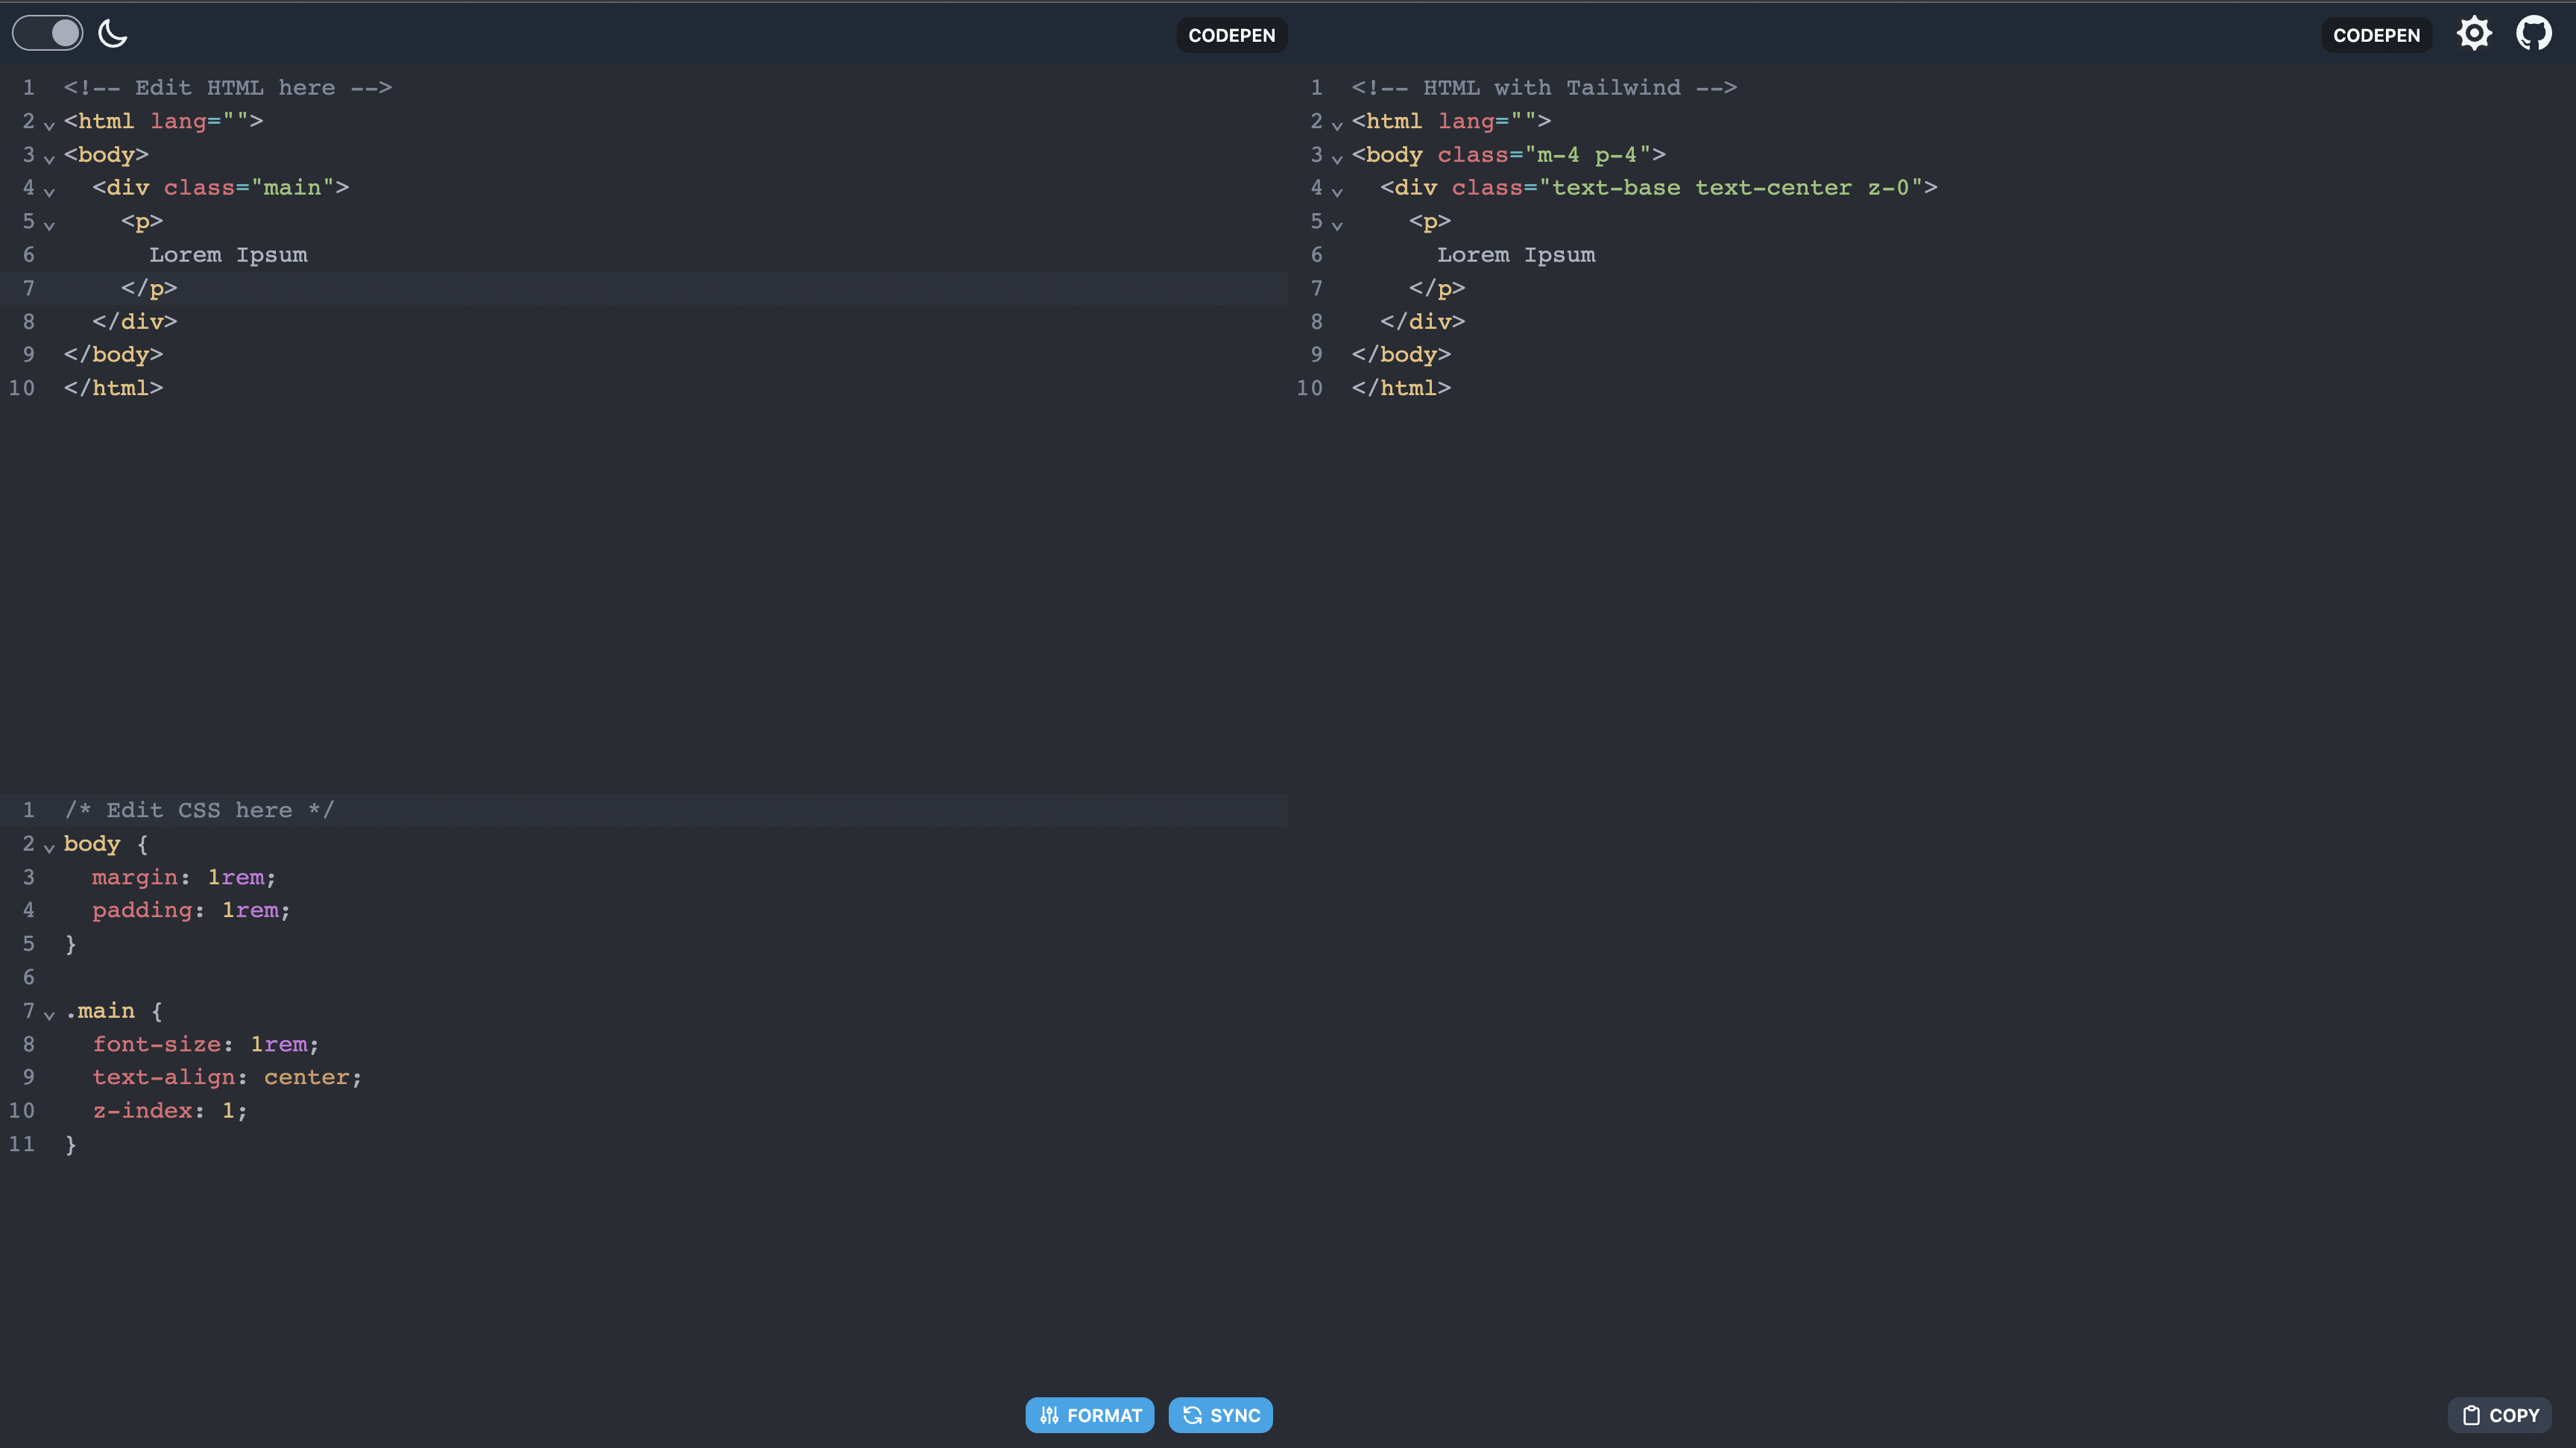 CODEPEN
CODEPEN
1 <!-- Edit HTML here -->
2 <html lang="">
3 <body>
4   <div class="main">
5     <p>
6       Lorem Ipsum
7     </p>
8   </div>
9 </body>
10 </html>
1 /* Edit CSS here */
2 body {
3   margin: 1rem;
4   padding: 1rem;
5 }
6
7 .main {
8   font-size: 1rem;
9   text-align: center;
10   z-index: 1;
11 }
FORMAT
SYNC
1 <!-- HTML with Tailwind -->
2 <html lang="">
3 <body class="m-4 p-4">
4   <div class="text-base text-center z-0">
5     <p>
6       Lorem Ipsum
7     </p>
8   </div>
9 </body>
10 </html>
COPY